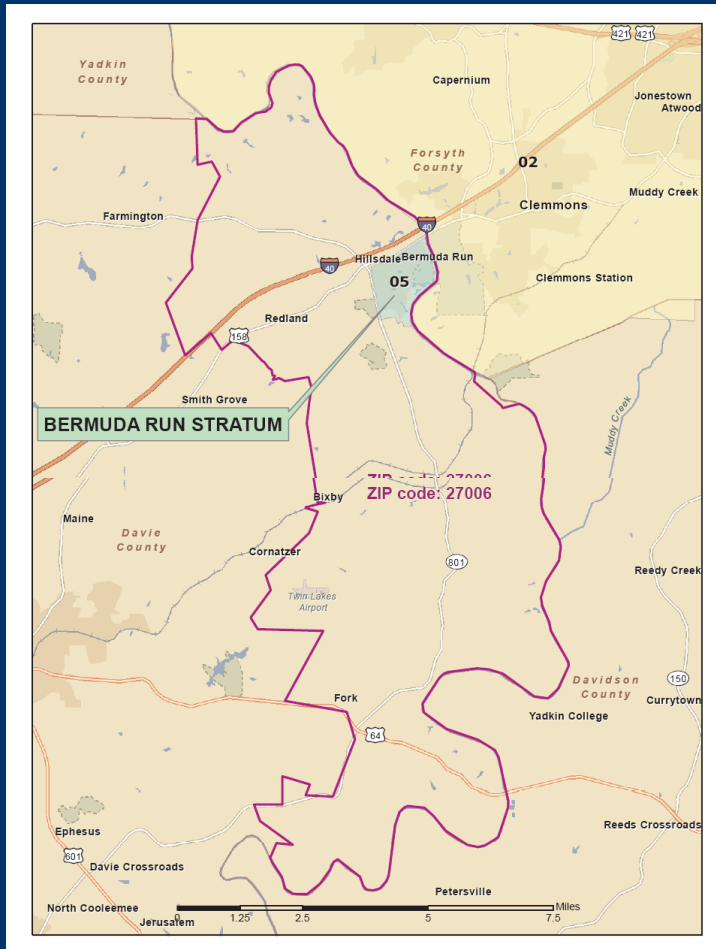 421 421
Yadkin
County
Capernium
Jonestown
Atwood
Forsyth
County
02
Muddy Creek
Clemmons
Farmington
40
Hillsdale
Bermuda Run
40
05
Clemmons Station
Redland
158
Smith Grove
BERMUDA RUN STRATUM
Muddy Creek
ZIP code: 27006
ZIP code: 27006
Bixby
Maine
Davie
County
Cornatzer
801
Reedy Creek
Twin Lakes
Airport
Davidson
County
150
Currytown
Fork
Yadkin College
64
Reeds Crossroads
Ephesus
601
Davie Crossroads
Petersville
North Cooleemee
Jerusalem
Miles
0 1.25 2.5 5 7.5